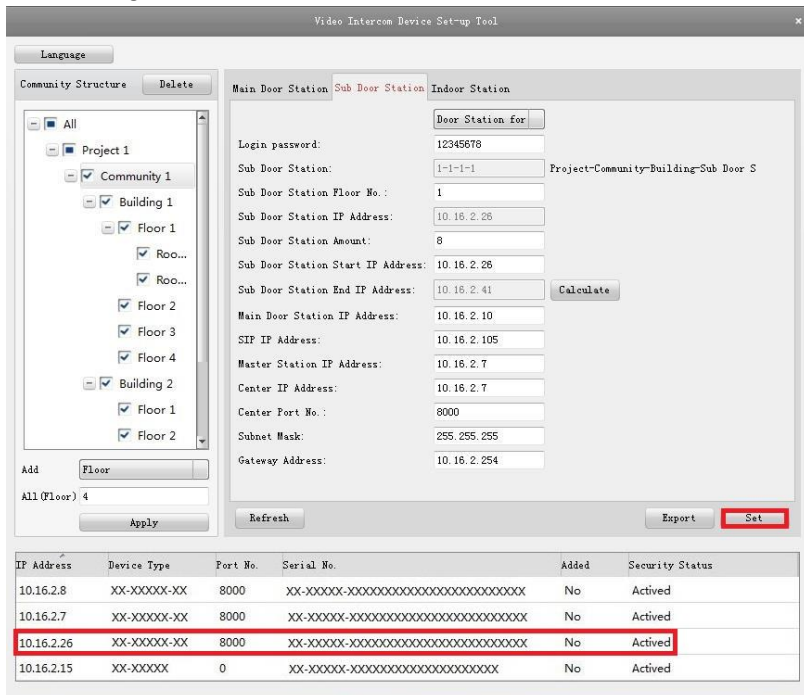 Video Intercom Device Set-up Tool ×
Language
Community Structure Delete
All
Project 1
Community 1
Building 1
Floor 1
Roo...
Roo...
Floor 2
Floor 3
Floor 4
Building 2
Floor 1
Floor 2
Add Floor
All(Floor) 4
Apply
Main Door Station Sub Door Station Indoor Station
Door Station for
Login password: 12345678
Sub Door Station: 1-1-1-1 Project-Community-Building-Sub Door S
Sub Door Station Floor No.: 1
Sub Door Station IP Address: 10.16.2.26
Sub Door Station Amount: 8
Sub Door Station Start IP Address: 10.16.2.26
Sub Door Station End IP Address: 10.16.2.41 Calculate
Main Door Station IP Address: 10.16.2.10
SIP IP Address: 10.16.2.105
Master Station IP Address: 10.16.2.7
Center IP Address: 10.16.2.7
Center Port No.: 8000
Subnet Mask: 255.255.255
Gateway Address: 10.16.2.254
Refresh Export Set
IP Address Device Type Port No. Serial No. Added Security Status
10.16.2.8 XX-XXXXX-XX 8000 XX-XXXXX-XXXXXXXXXXXXXXXXXXXXXXXXX No Actived
10.16.2.7 XX-XXXXX-XX 8000 XX-XXXXX-XXXXXXXXXXXXXXXXXXXXXXXXX No Actived
10.16.2.26 XX-XXXXX-XX 8000 XX-XXXXX-XXXXXXXXXXXXXXXXXXXXXXXXX No Actived
10.16.2.15 XX-XXXXX 0 XX-XXXXX-XXXXXXXXXXXXXXXXXXXXX No Actived